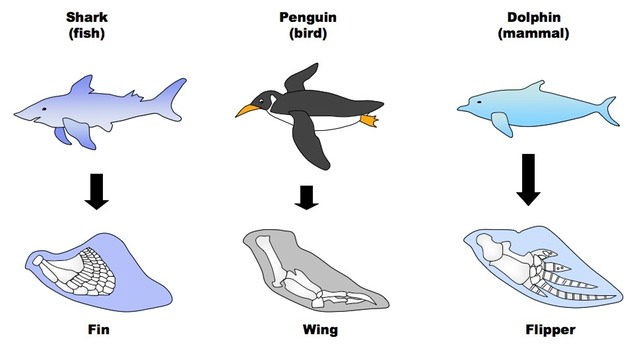 Shark
(fish)
Penguin
(bird)
Dolphin
(mammal)
Fin
Wing
Flipper